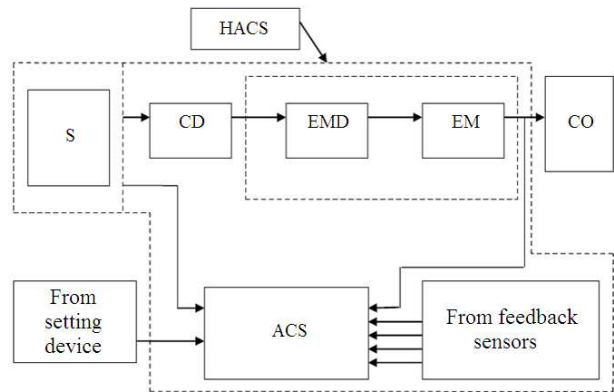 HACS
S
CD
EMD
EM
CO
From
setting
device
ACS
From feedback
sensors